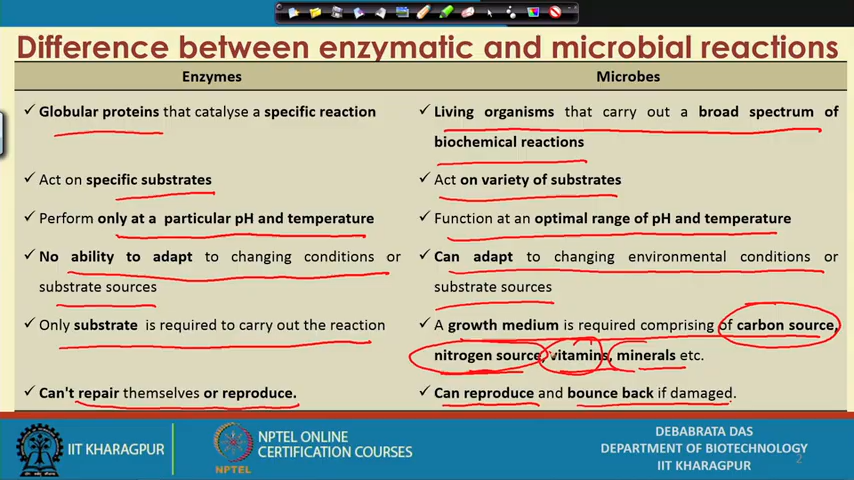 Difference between enzymatic and microbial reactions
Enzymes
Microbes
✓ Globular proteins that catalyse a specific reaction
✓ Living organisms that carry out a broad spectrum of
biochemical reactions
✓ Act on specific substrates
✓ Act on variety of substrates
✓ Perform only at a particular pH and temperature
✓ Function at an optimal range of pH and temperature
✓ No ability to adapt to changing conditions or
substrate sources
✓ Can adapt to changing environmental conditions or
substrate sources
✓ Only substrate is required to carry out the reaction
✓ A growth medium is required comprising of carbon source,
nitrogen source, vitamins, minerals etc.
✓ Can't repair themselves or reproduce.
✓ Can reproduce and bounce back if damaged.
IIT KHARAGPUR
NPTEL
NPTEL ONLINE
CERTIFICATION COURSES
DEBABRATA DAS
DEPARTMENT OF BIOTECHNOLOGY
IIT KHARAGPUR
2